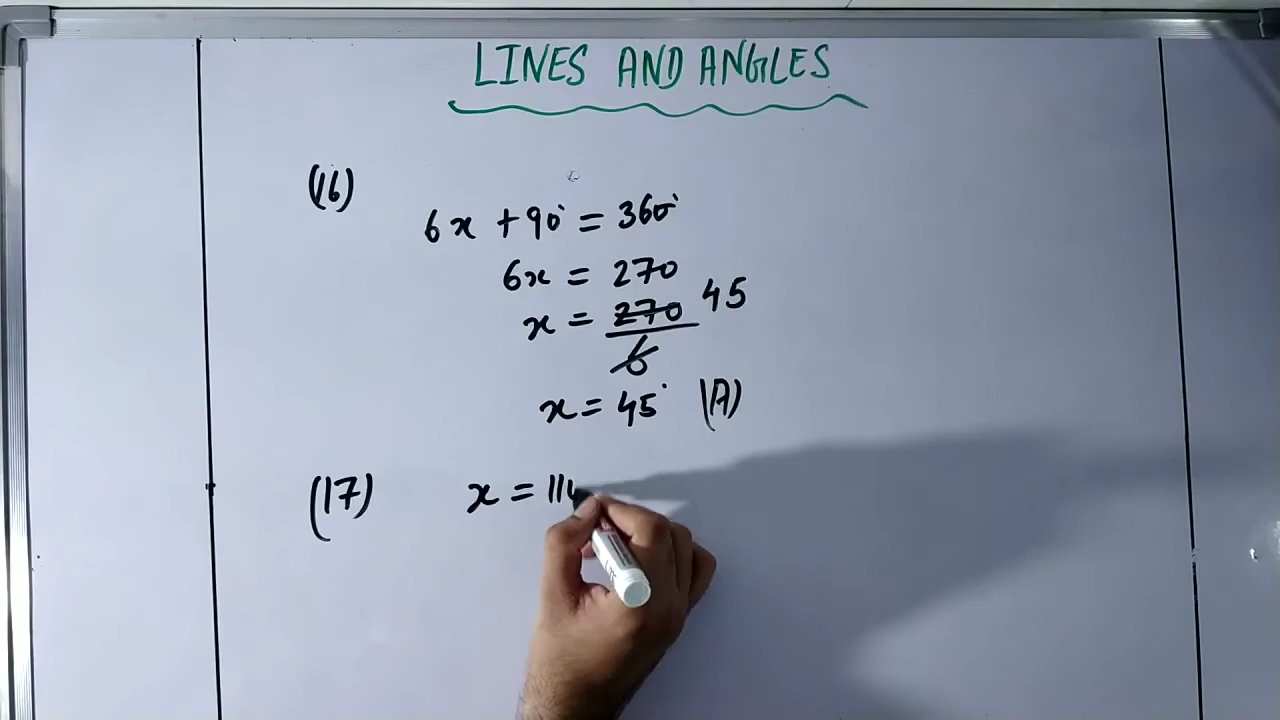 LINES AND ANGLES
(16)
6x + 90° = 360°
6x = 270
x = 270/6 45
x = 45° (A)
(17) x = 11